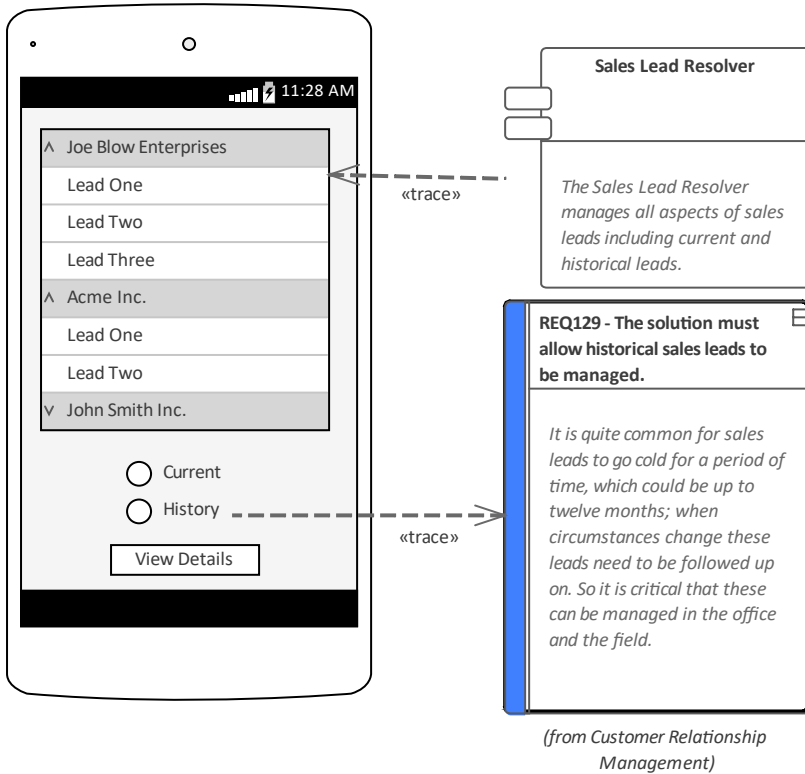 11:28 AM
Joe Blow Enterprises
Lead One
Lead Two
Lead Three
Acme Inc.
Lead One
Lead Two
John Smith Inc.
Current
History
View Details
«trace»
«trace»
Sales Lead Resolver
The Sales Lead Resolver
manages all aspects of sales
leads including current and
historical leads.
REQ129 - The solution must
allow historical sales leads to
be managed.
It is quite common for sales
leads to go cold for a period of
time, which could be up to
twelve months; when
circumstances change these
leads need to be followed up
on. So it is critical that these
can be managed in the office
and the field.
(from Customer Relationship
Management)